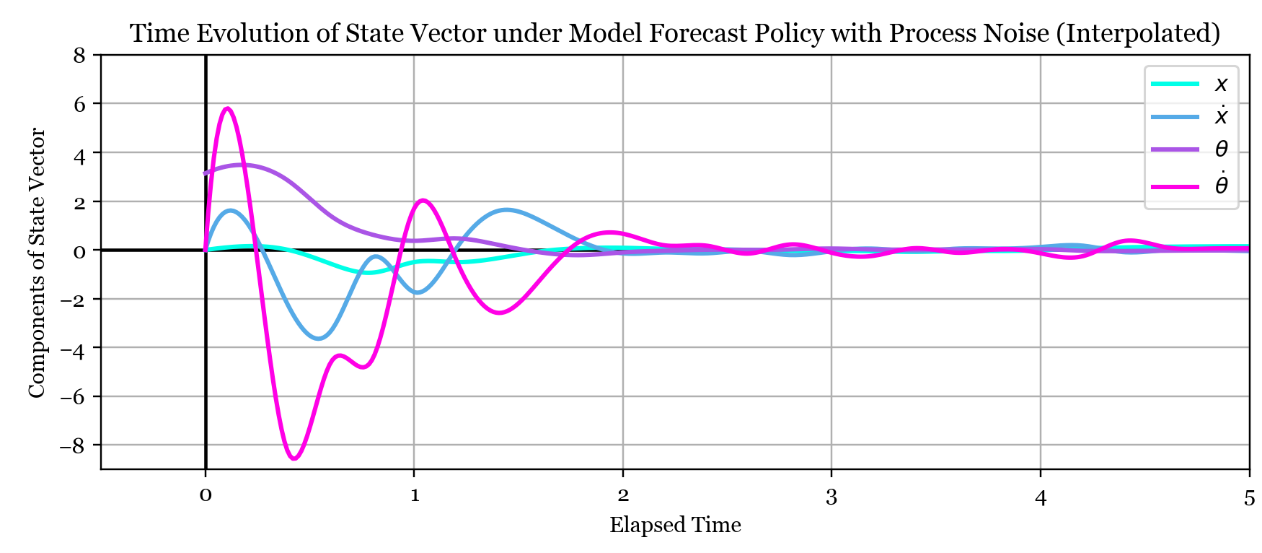 Time Evolution of State Vector under Model Forecast Policy with Process Noise (Interpolated)
Components of State Vector
8
6
4
2
0
−2
−4
−6
−8
x
ẋ
θ
θ̇
0 1 2 3 4 5
Elapsed Time